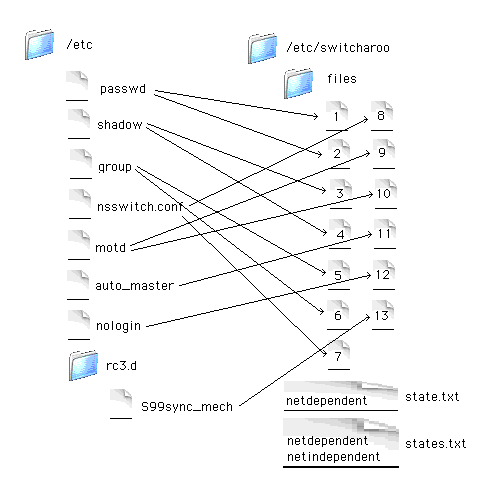 /etc
/etc/switcharoo
files
passwd
1
8
shadow
2
9
group
3
10
nsswitch.conf
4
11
motd
5
12
auto_master
6
13
nologin
7
rc3.d
S99sync_mech
netdependent
state.txt
netdependent
netindependent
states.txt